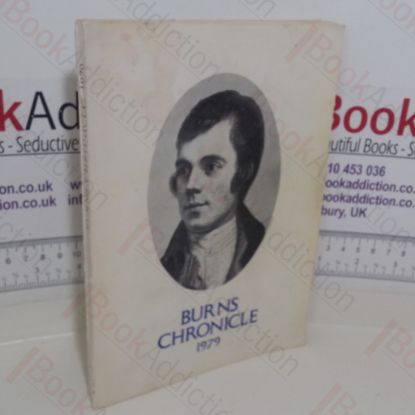 BURNS
CHRONICLE
1979
kAd
- Seductive
on.co.uk
n.co.uk
Book
utiful Books - S
10 453 036
ookaddiction.co
bury, UK
BookAddiction